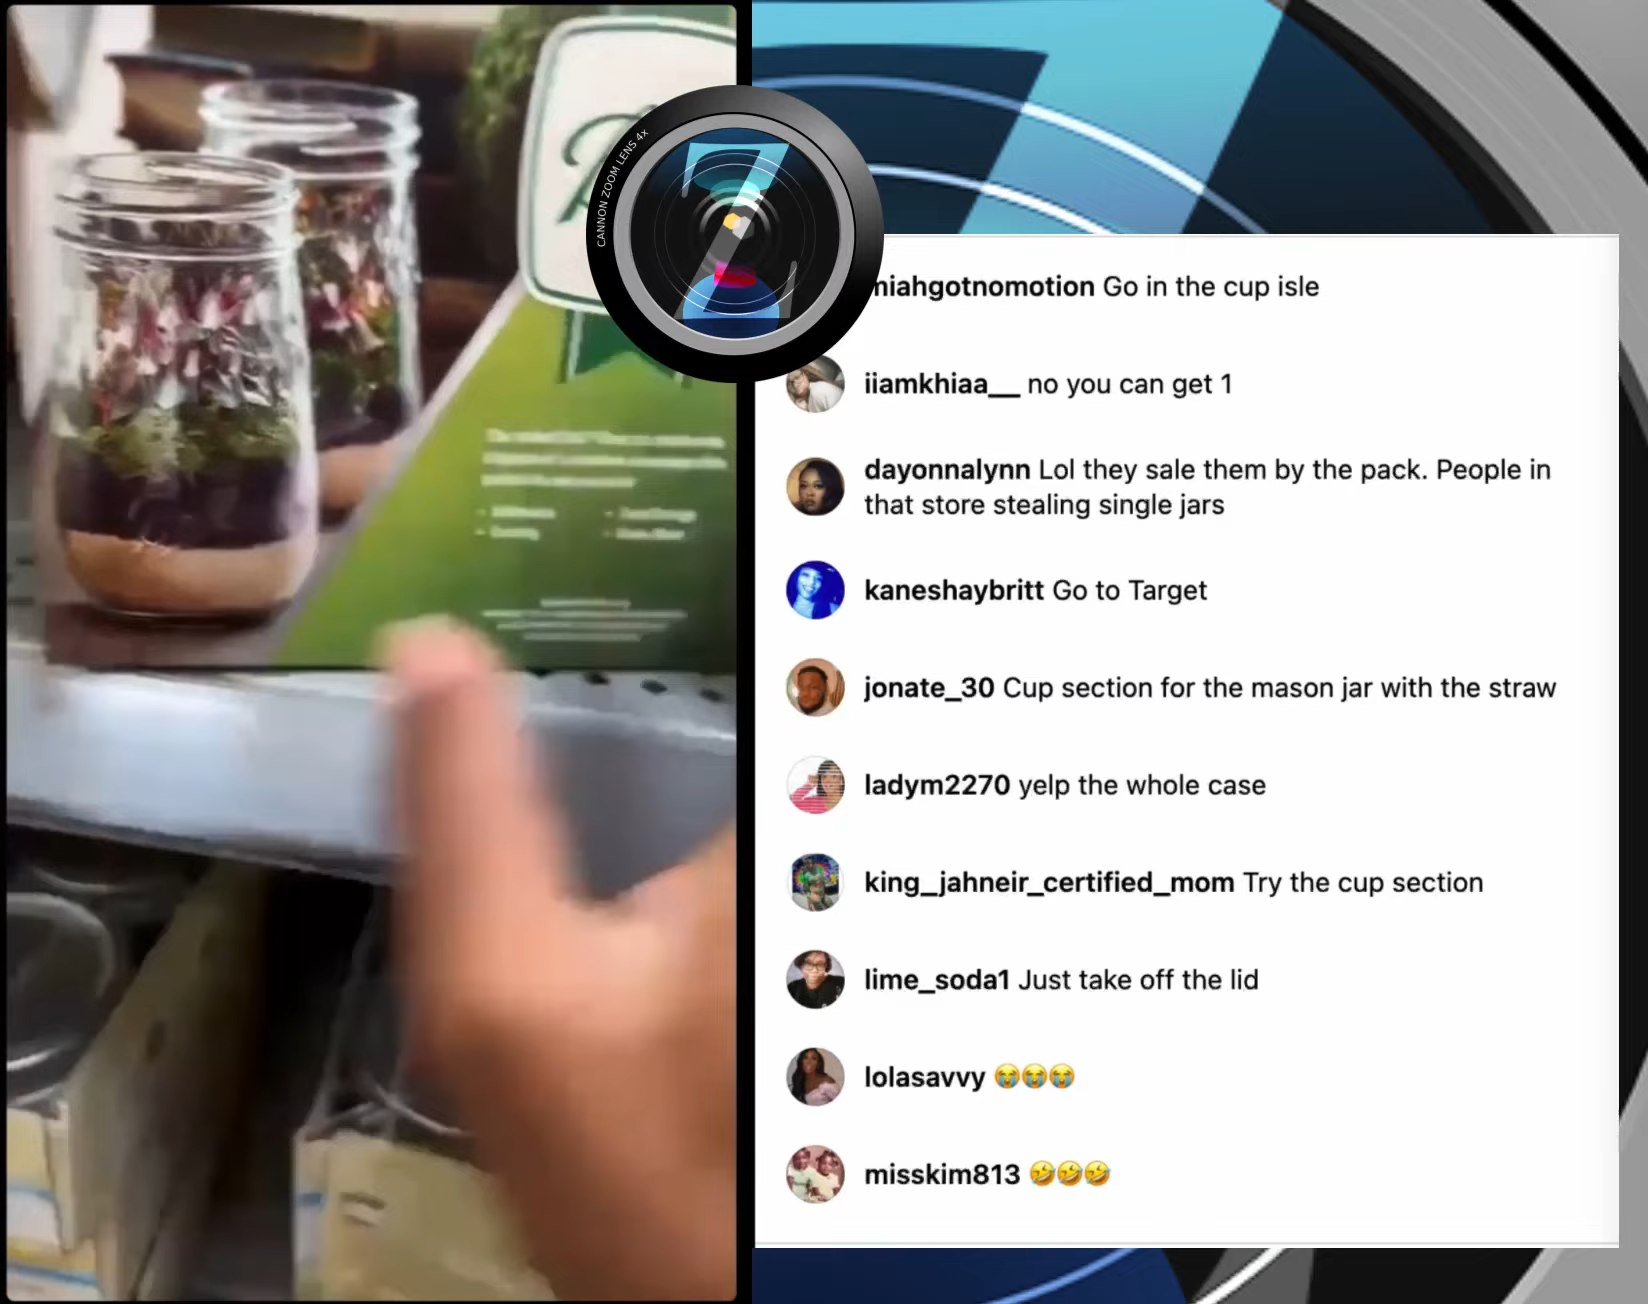 CANNON ZOOM LENS 4x
miahgotnomotion Go in the cup isle
iiamkhiaa__ no you can get 1
dayonnalynn Lol they sale them by the pack. People in
that store stealing single jars
kaneshaybritt Go to Target
jonate_30 Cup section for the mason jar with the straw
ladym2270 yelp the whole case
king_jahneir_certified_mom Try the cup section
lime_soda1 Just take off the lid
lolasavvy 😭😭😭
misskim813 🤣🤣🤣